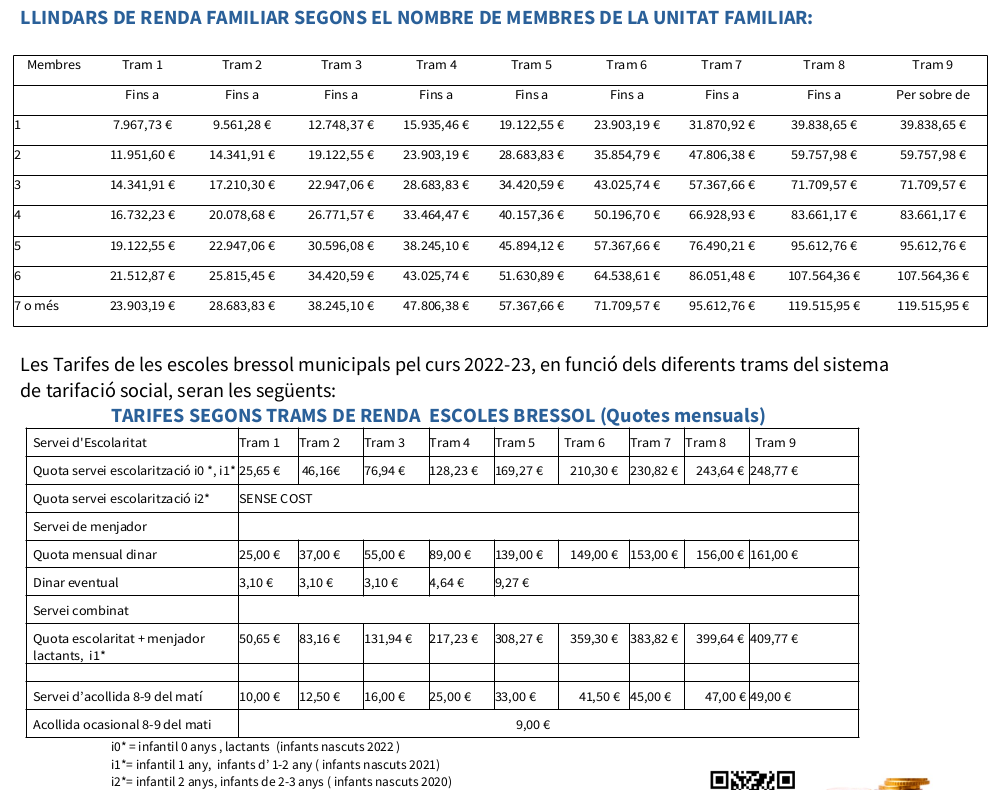 LLINDARS DE RENDA FAMILIAR SEGONS EL NOMBRE DE MEMBRES DE LA UNITAT FAMILIAR:
Membres Tram 1 Tram 2 Tram 3 Tram 4 Tram 5 Tram 6 Tram 7 Tram 8 Tram 9
Fins a Fins a Fins a Fins a Fins a Fins a Fins a Fins a Per sobre de
1 7.967,73 € 9.561,28 € 12.748,37 € 15.935,46 € 19.122,55 € 23.903,19 € 31.870,92 € 39.838,65 € 39.838,65 €
2 11.951,60 € 14.341,91 € 19.122,55 € 23.903,19 € 28.683,83 € 35.854,79 € 47.806,38 € 59.757,98 € 59.757,98 €
3 14.341,91 € 17.210,30 € 22.947,06 € 28.683,83 € 34.420,59 € 43.025,74 € 57.367,66 € 71.709,57 € 71.709,57 €
4 16.732,23 € 20.078,68 € 26.771,57 € 33.464,47 € 40.157,36 € 50.196,70 € 66.928,93 € 83.661,17 € 83.661,17 €
5 19.122,55 € 22.947,06 € 30.596,08 € 38.245,10 € 45.894,12 € 57.367,66 € 76.490,21 € 95.612,76 € 95.612,76 €
6 21.512,87 € 25.815,45 € 34.420,59 € 43.025,74 € 51.630,89 € 64.538,61 € 86.051,48 € 107.564,36 € 107.564,36 €
7 o més 23.903,19 € 28.683,83 € 38.245,10 € 47.806,38 € 57.367,66 € 71.709,57 € 95.612,76 € 119.515,95 € 119.515,95 €
Les Tarifes de les escoles bressol municipals pel curs 2022-23, en funció dels diferents trams del sistema
de tarifació social, seran les següents:
TARIFES SEGONS TRAMS DE RENDA ESCOLES BRESSOL (Quotes mensuals)
Servei d'Escolaritat Tram 1 Tram 2 Tram 3 Tram 4 Tram 5 Tram 6 Tram 7 Tram 8 Tram 9
Quota servei escolarització i0 *, i1* 25,65 € 46,16€ 76,94 € 128,23 € 169,27 € 210,30 € 230,82 € 243,64 € 248,77 €
Quota servei escolarització i2* SENSE COST
Servei de menjador
Quota mensual dinar 25,00 € 37,00 € 55,00 € 89,00 € 139,00 € 149,00 € 153,00 € 156,00 € 161,00 €
Dinar eventual 3,10 € 3,10 € 3,10 € 4,64 € 9,27 €
Servei combinat
Quota escolaritat + menjador 50,65 € 83,16 € 131,94 € 217,23 € 308,27 € 359,30 € 383,82 € 399,64 € 409,77 €
lactants, i1*
Servei d'acollida 8-9 del matí 10,00 € 12,50 € 16,00 € 25,00 € 33,00 € 41,50 € 45,00 € 47,00 € 49,00 €
Acollida ocasional 8-9 del mati 9,00 €
i0* = infantil 0 anys , lactants (infants nascuts 2022 )
i1*= infantil 1 any, infants d' 1-2 any ( infants nascuts 2021)
i2*= infantil 2 anys, infants de 2-3 anys ( infants nascuts 2020)